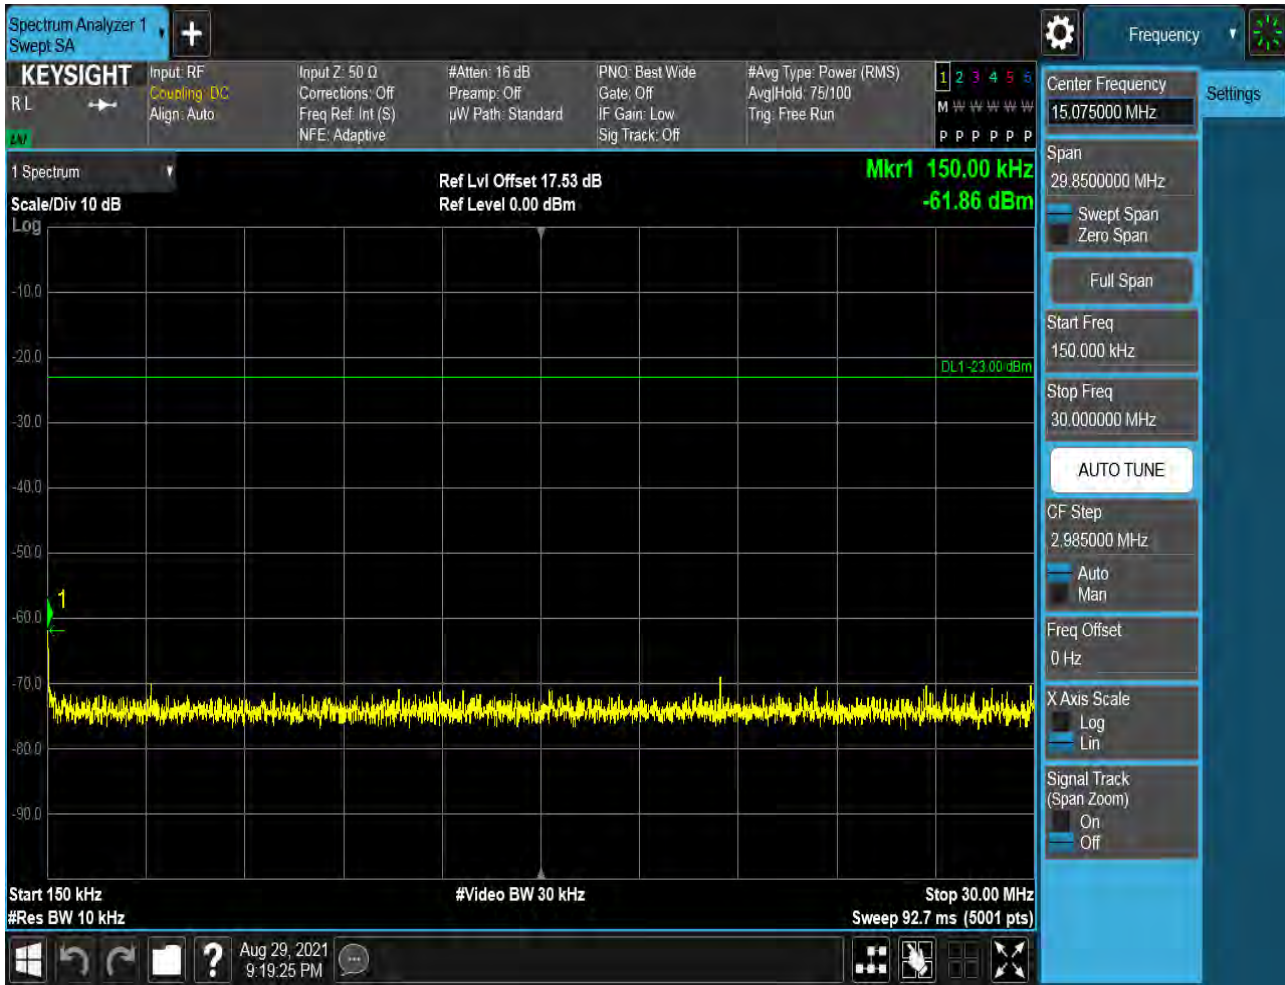 Spectrum Analyzer 1
Swept SA
Frequency
KEYSIGHT
R L
Input: RF
Coupling: DC
Align: Auto
Input Z: 50 Ω
Corrections: Off
Freq Ref: Int (S)
NFE: Adaptive
#Atten: 16 dB
Preamp: Off
µW Path: Standard
PNO: Best Wide
Gate: Off
IF Gain: Low
Sig Track: Off
#Avg Type: Power (RMS)
Avg|Hold: 75/100
Trig: Free Run
1 2 3 4 5 6
M W W W W W
P P P P P P
1 Spectrum
Scale/Div 10 dB
Log
Ref Lvl Offset 17.53 dB
Ref Level 0.00 dBm
Mkr1 150.00 kHz
-61.86 dBm
-10.0
-20.0
DL1 -23.00 dBm
-30.0
-40.0
-50.0
1
-60.0
-70.0
-80.0
-90.0
Start 150 kHz
#Res BW 10 kHz
#Video BW 30 kHz
Stop 30.00 MHz
Sweep 92.7 ms (5001 pts)
Center Frequency
15.075000 MHz
Settings
Span
29.8500000 MHz
Swept Span
Zero Span
Full Span
Start Freq
150.000 kHz
Stop Freq
30.000000 MHz
AUTO TUNE
CF Step
2.985000 MHz
Auto
Man
Freq Offset
0 Hz
X Axis Scale
Log
Lin
Signal Track
(Span Zoom)
On
Off
?
Aug 29, 2021
9:19:25 PM